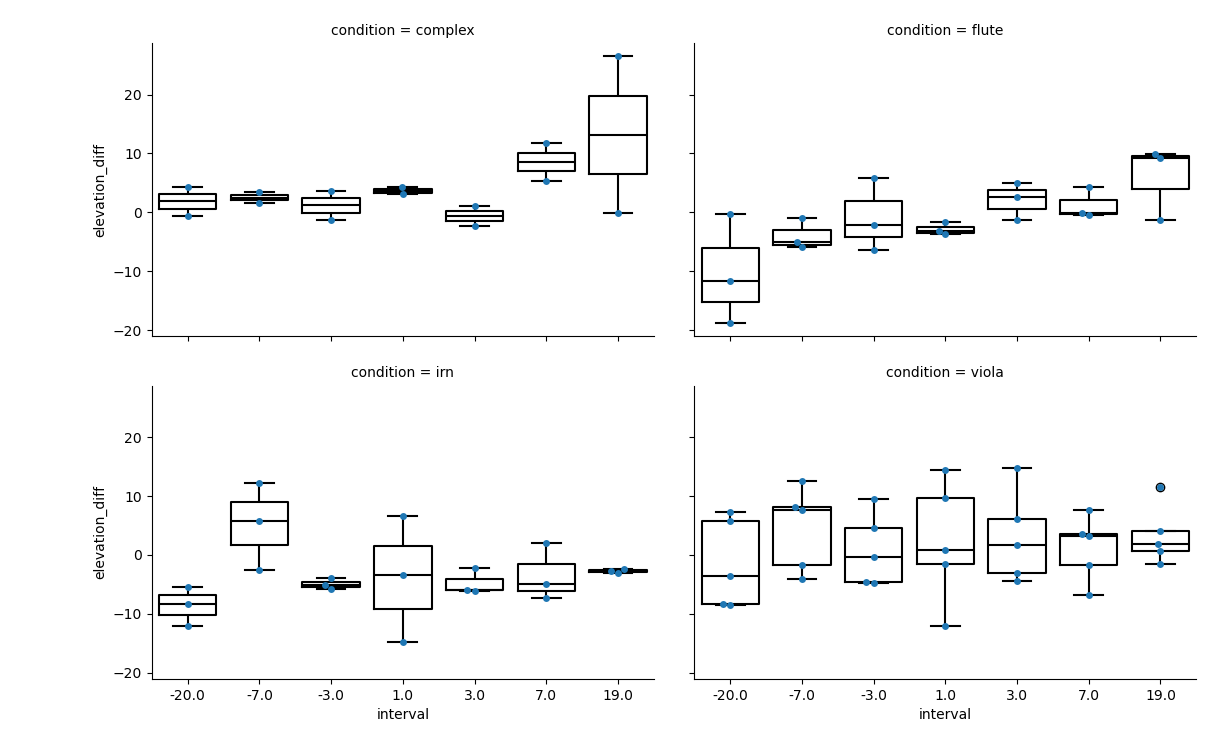 condition = complex
condition = flute
elevation_diff
20
10
0
−10
−20
condition = irn
condition = viola
elevation_diff
20
10
0
−10
−20
-20.0 -7.0 -3.0 1.0 3.0 7.0 19.0
-20.0 -7.0 -3.0 1.0 3.0 7.0 19.0
interval
interval